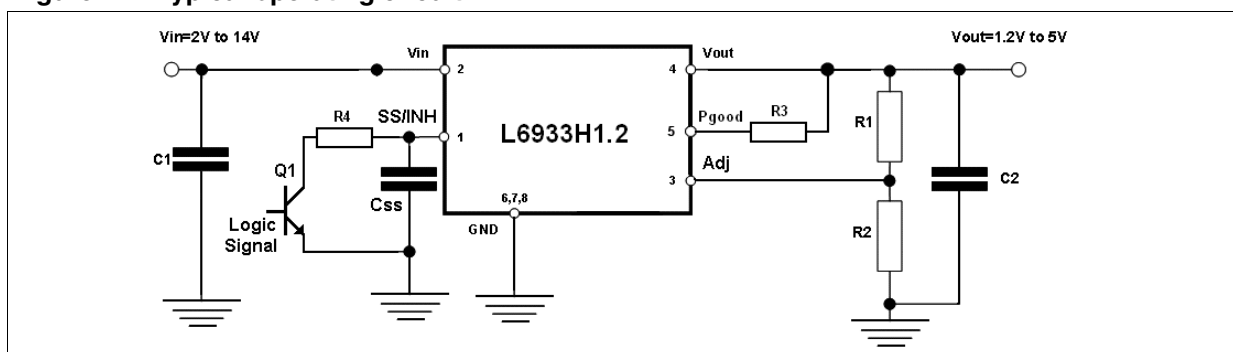 Vin=2V to 14V
Vout=1.2V to 5V
Vin
2
4
Vout
R4
SS/INH
1
L6933H1.2
5
Pgood
R3
R1
C1
Q1
Css
3
Adj
C2
Logic
Signal
6,7,8
GND
R2